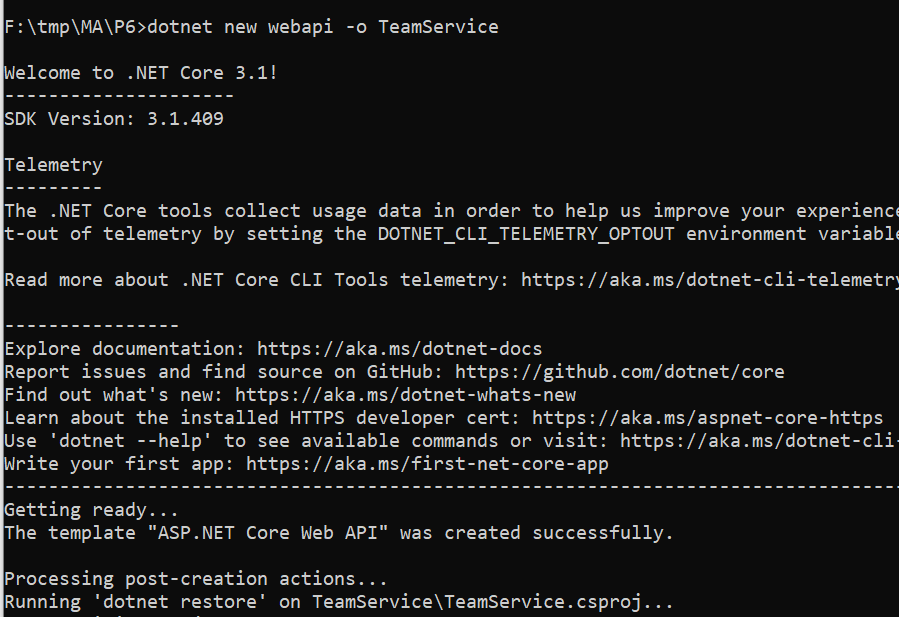 F:\tmp\MA\P6>dotnet new webapi -o TeamService
Welcome to .NET Core 3.1!
---------------------
SDK Version: 3.1.409
Telemetry
---------
The .NET Core tools collect usage data in order to help us improve your experience
t-out of telemetry by setting the DOTNET_CLI_TELEMETRY_OPTOUT environment variable
Read more about .NET Core CLI Tools telemetry: https://aka.ms/dotnet-cli-telemetry
----------------
Explore documentation: https://aka.ms/dotnet-docs
Report issues and find source on GitHub: https://github.com/dotnet/core
Find out what's new: https://aka.ms/dotnet-whats-new
Learn about the installed HTTPS developer cert: https://aka.ms/aspnet-core-https
Use 'dotnet --help' to see available commands or visit: https://aka.ms/dotnet-cli-
Write your first app: https://aka.ms/first-net-core-app
--------------------------------------------------------------------------------------
Getting ready...
The template "ASP.NET Core Web API" was created successfully.
Processing post-creation actions...
Running 'dotnet restore' on TeamService\TeamService.csproj...